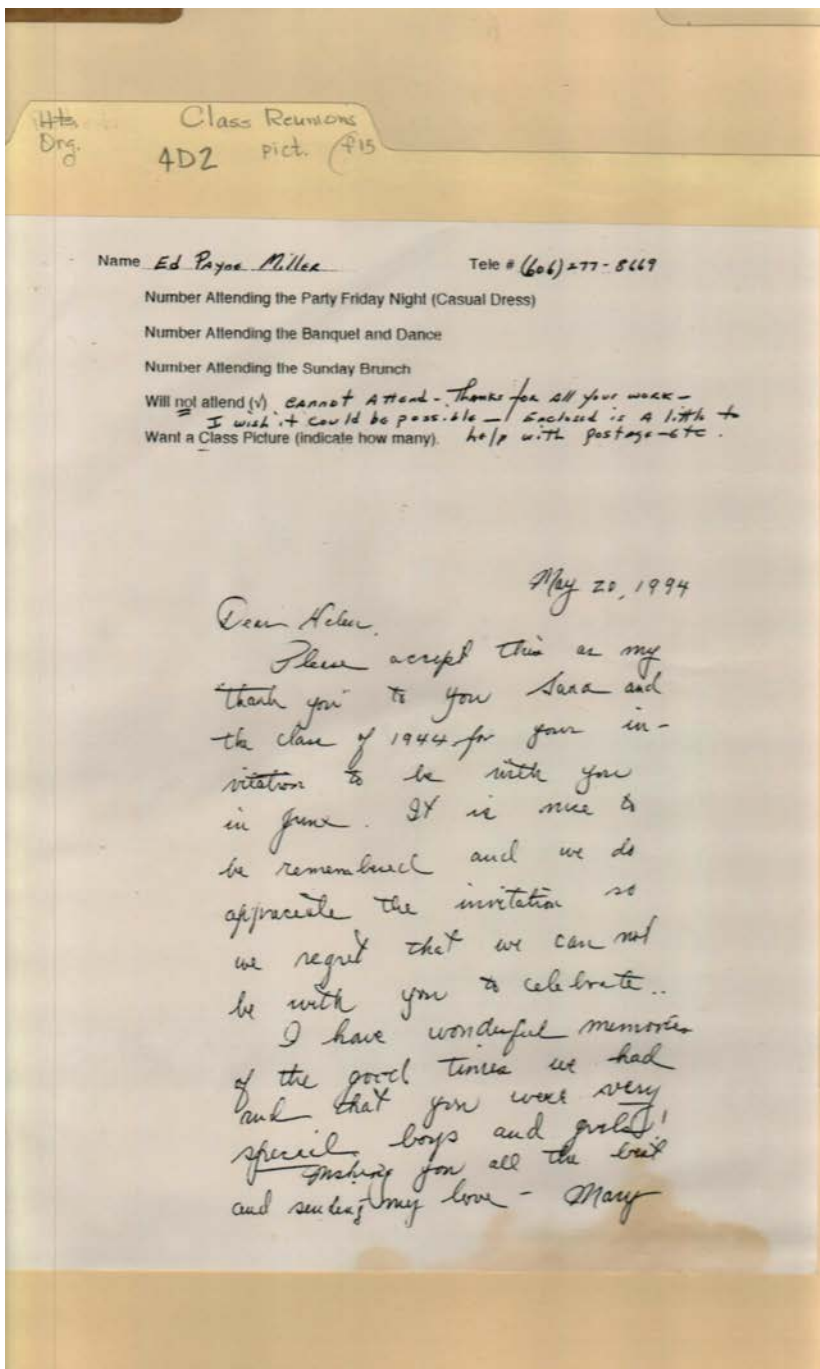 Hts. Class Reunions
Org. 4D2 pict. p15
Name Ed Payne Miller Tele # (606) 277-8669
Number Attending the Party Friday Night (Casual Dress)
Number Attending the Banquet and Dance
Number Attending the Sunday Brunch
Will not attend (√) cannot attend - Thanks for all your work -
I wish it could be possible - Enclosed is a little to
Want a Class Picture (indicate how many). help with postage - etc.
May 20, 1994
Dear Helen,
Please accept this as my
"thank you" to you Sara and
the class of 1944 for your in-
vitation to be with you
in June. It is nice to
be remembered and we do
appreciate the invitation so
we regret that we can not
be with you to celebrate..
I have wonderful memories
of the good times we had
and that you were very
special boys and girls!
Wishing you all the best
and sending my love - Mary